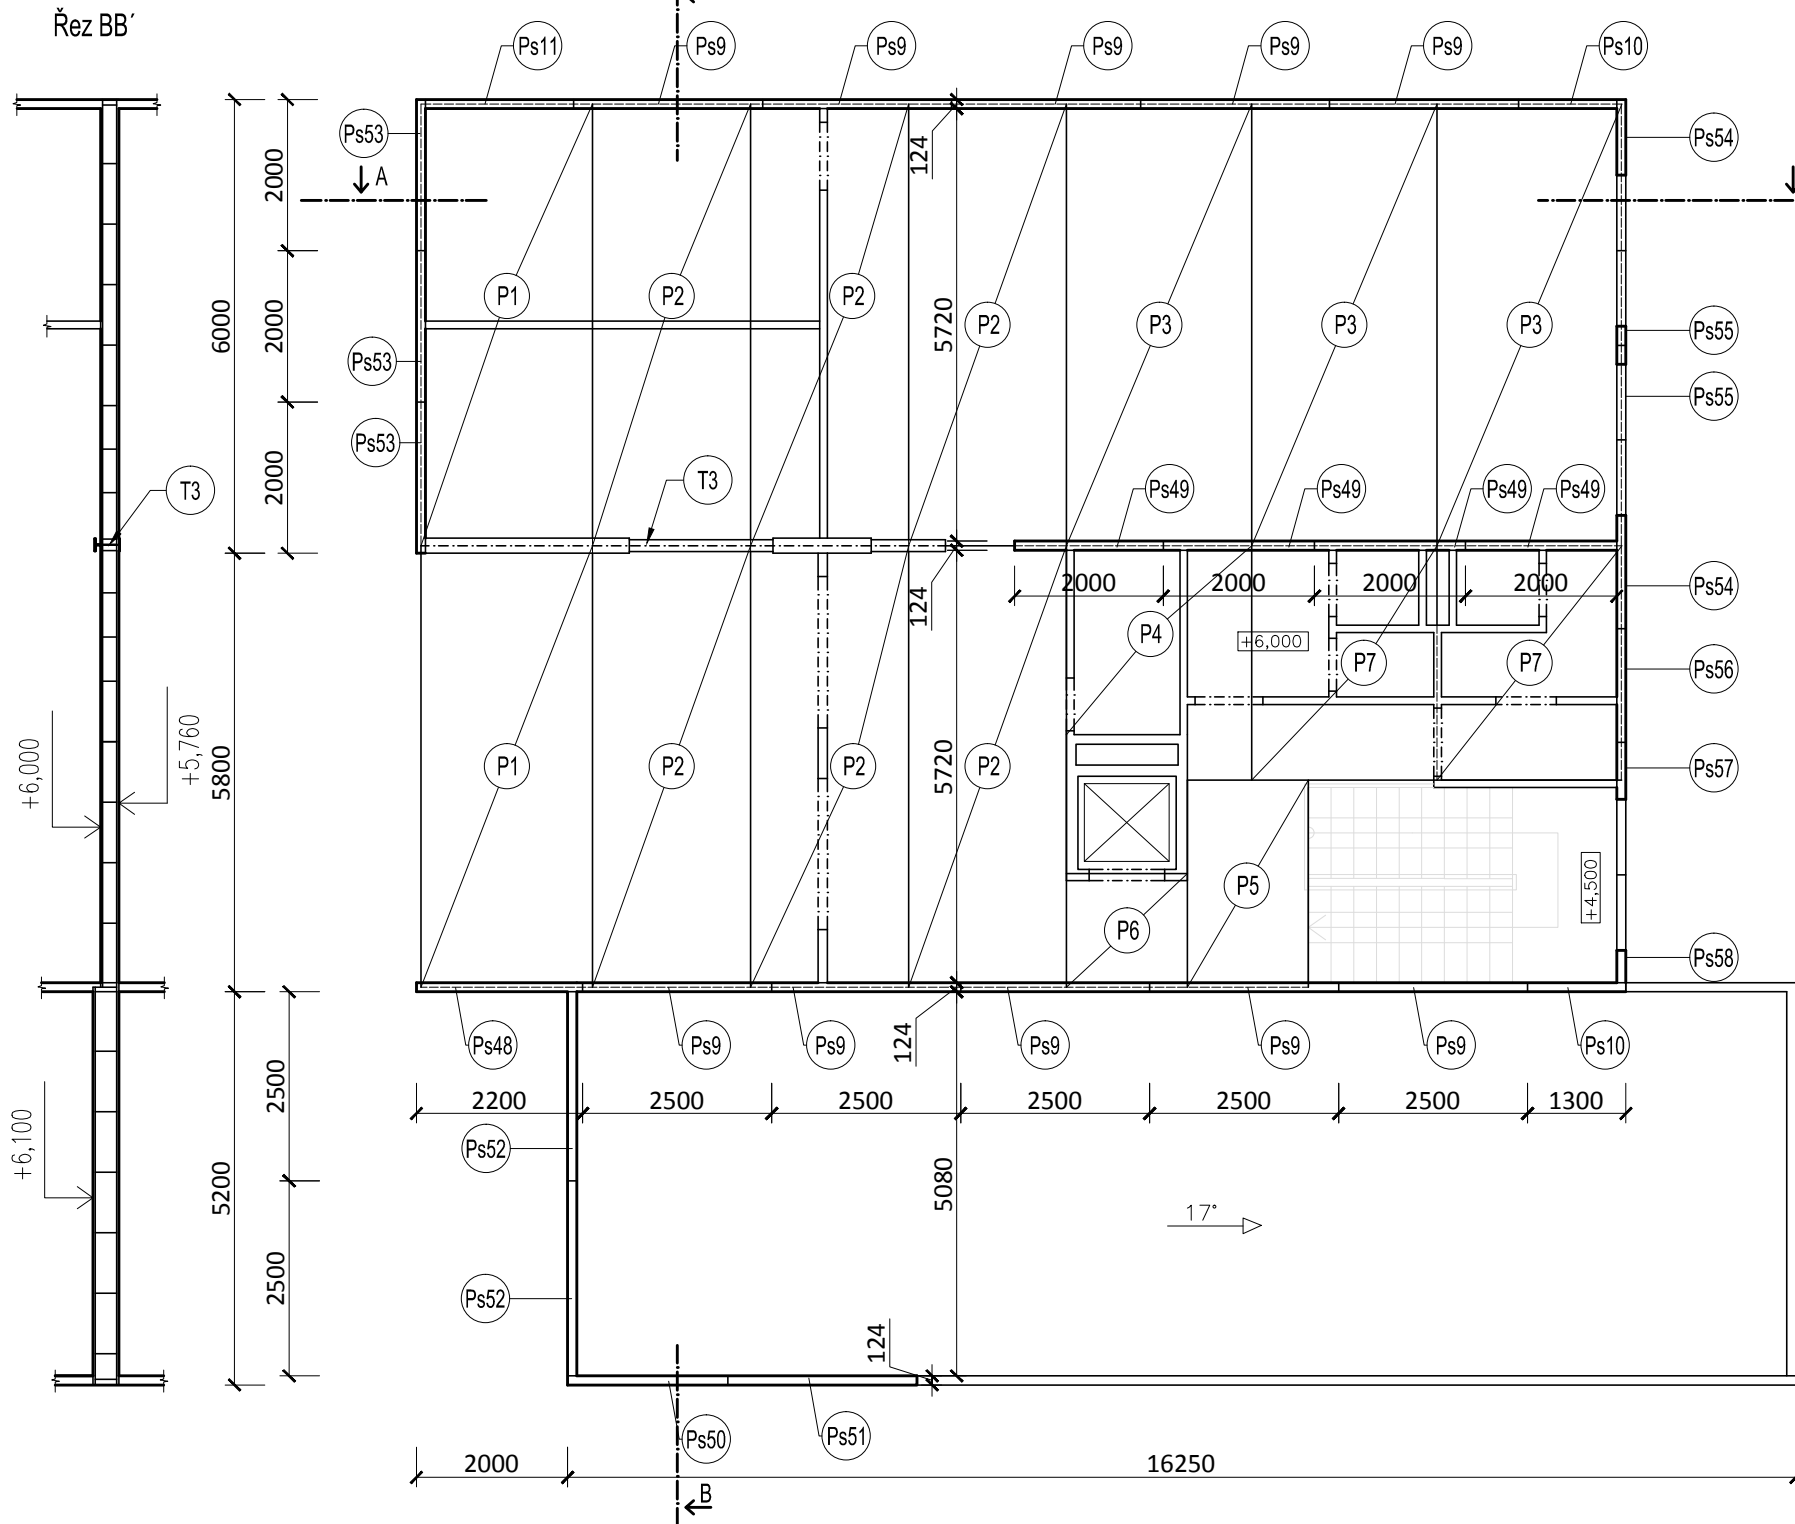 Řez BB´
Ps11
Ps9
Ps9
Ps9
Ps9
Ps9
Ps10
Ps53
Ps54
124
A
2000
P1
P2
P2
P2
P3
P3
P3
Ps55
6000
2000
5720
Ps53
Ps55
Ps53
2000
T3
T3
Ps49
Ps49
Ps49
Ps49
124
2000
2000
2000
2000
Ps54
P4
+6,000
P7
P7
Ps56
+6,000
+5,760
5800
P1
P2
P2
P2
5720
Ps57
P5
+4,500
P6
Ps58
Ps48
Ps9
Ps9
124
Ps9
Ps9
Ps9
Ps10
2500
2200
2500
2500
2500
2500
2500
1300
+6,100
Ps52
5200
5080
17°
2500
Ps52
124
Ps50
Ps51
2000
16250
B